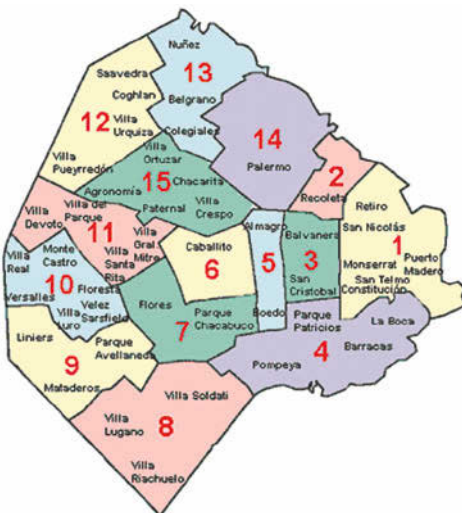 Nuñez
13
Saavedra
Coghlan
Belgrano
12
Villa
Urquiza
Colegiales
14
Villa
Pueyrredón
Villa
Ortuzar
Palermo
15
Chacarita
2
Agronomía
Recoleta
Villa del
Parque
Paternal
Villa
Crespo
Retiro
Villa
Devoto
11
Almagro
Balvanera
San Nicolás
1
Villa
Real
Monte
Castro
Villa
Santa
Rita
Villa
Gral.
Mitre
Caballito
6
5
3
Monserrat
Puerto
Madero
10
Versalles
Floresta
San
Cristobal
San Telmo
Constitución
Villa
Luro
Velez
Sarsfield
Flores
Parque
Chacabuco
Boedo
Parque
Patricios
La Boca
Liniers
7
4
Barracas
9
Parque
Avellaneda
Pompeya
Mataderos
Villa Soldati
Villa
Lugano
8
Villa
Riachuelo